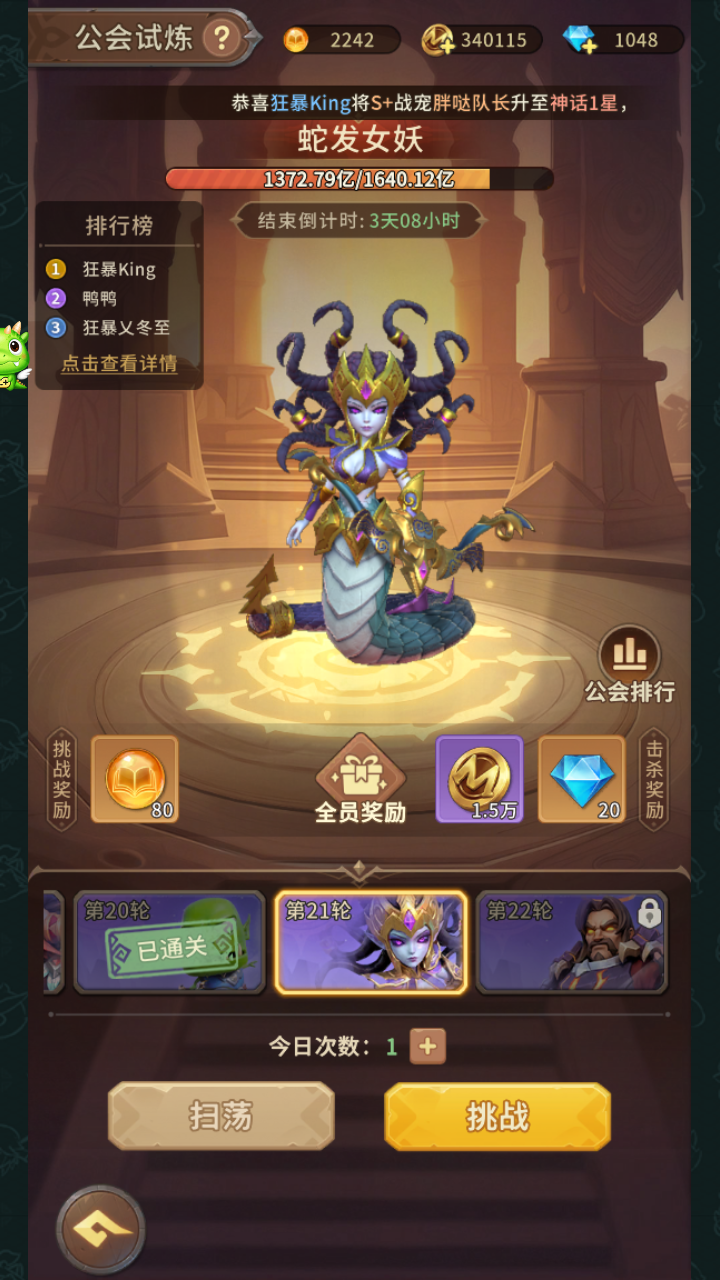 公会试炼 ?
2242
340115
1048
恭喜狂暴King将S+战宠胖哒队长升至神话1星，
蛇发女妖
1372.79亿/1640.12亿
结束倒计时: 3天08小时
排行榜
1 狂暴King
2 鸭鸭
3 狂暴乂冬至
点击查看详情
公会排行
挑战奖励
80
全员奖励
1.5万
20
击杀奖励
第20轮
已通关
第21轮
第22轮
今日次数: 1
扫荡
挑战